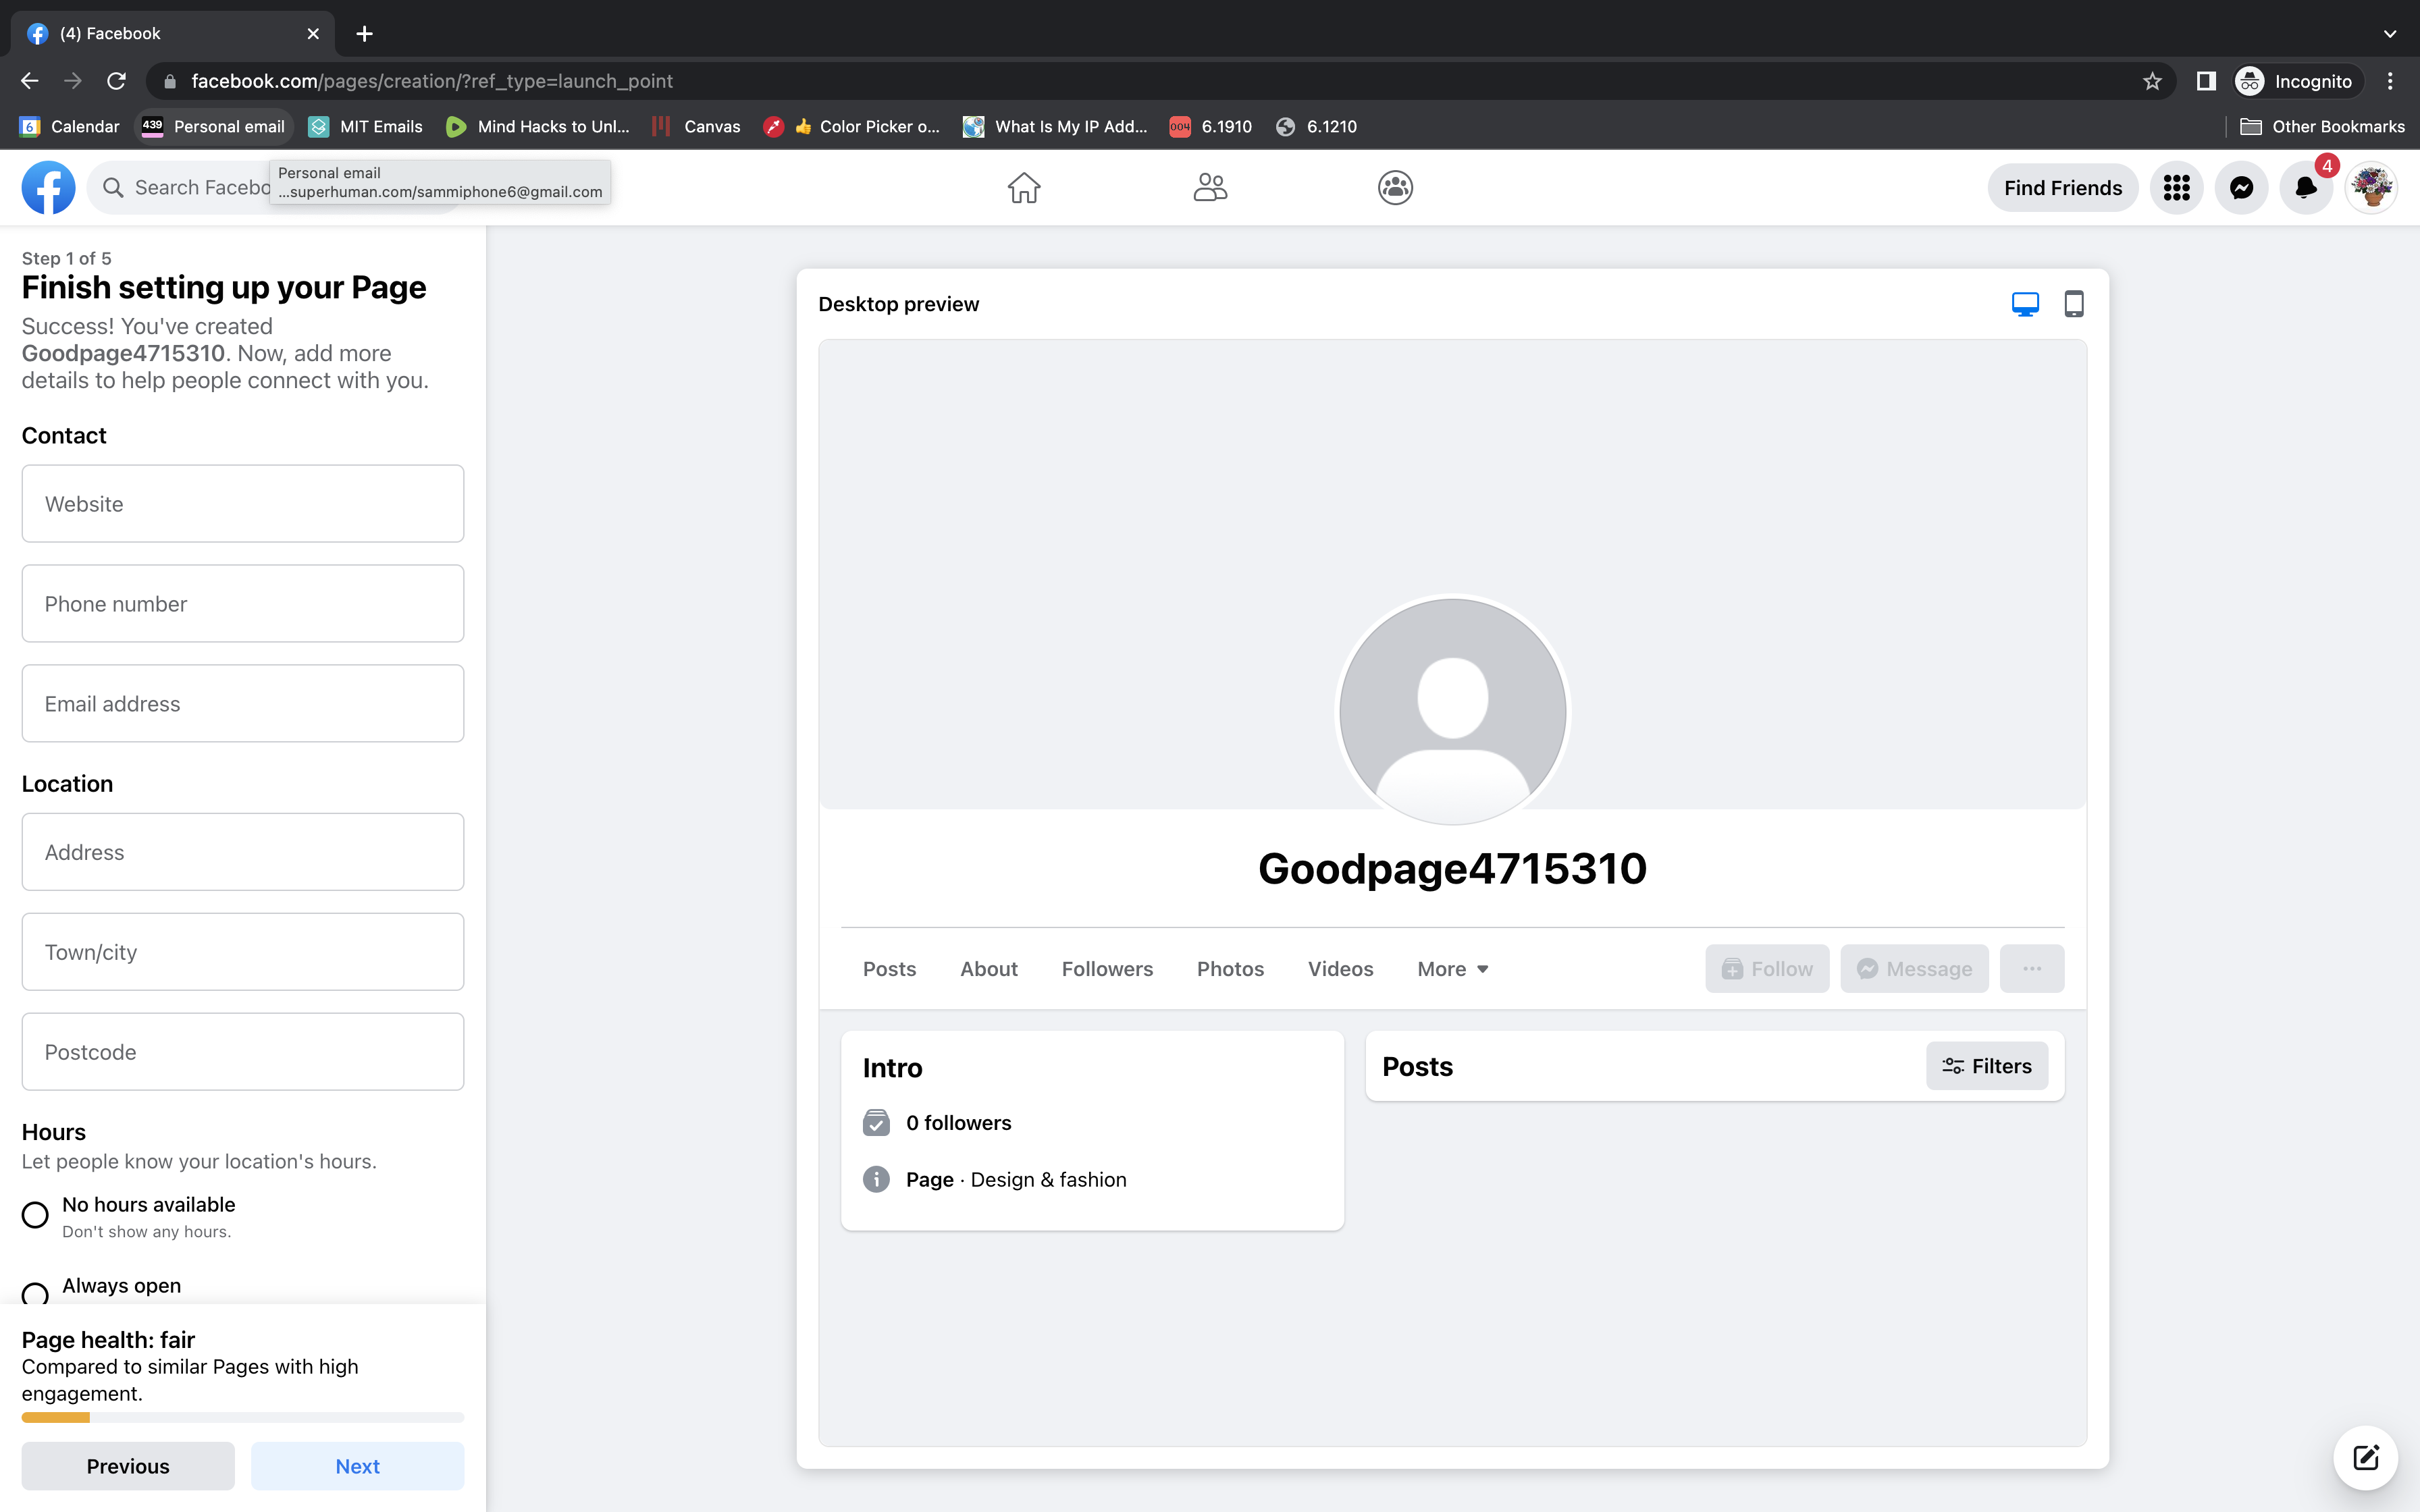 (4) Facebook
facebook.com/pages/creation/?ref_type=launch_point
Incognito
6 Calendar
439 Personal email
MIT Emails
Mind Hacks to Unl...
Canvas
👍 Color Picker o...
What Is My IP Add...
004 6.1910
6.1210
Other Bookmarks
Search Facebo
Personal email
...superhuman.com/sammiphone6@gmail.com
Find Friends
4
Step 1 of 5
Finish setting up your Page
Success! You've created
Goodpage4715310. Now, add more
details to help people connect with you.
Contact
Website
Phone number
Email address
Location
Address
Town/city
Postcode
Hours
Let people know your location's hours.
No hours available
Don't show any hours.
Always open
Page health: fair
Compared to similar Pages with high
engagement.
Previous
Next
Desktop preview
Goodpage4715310
Posts
About
Followers
Photos
Videos
More
Follow
Message
Intro
0 followers
Page · Design & fashion
Posts
Filters